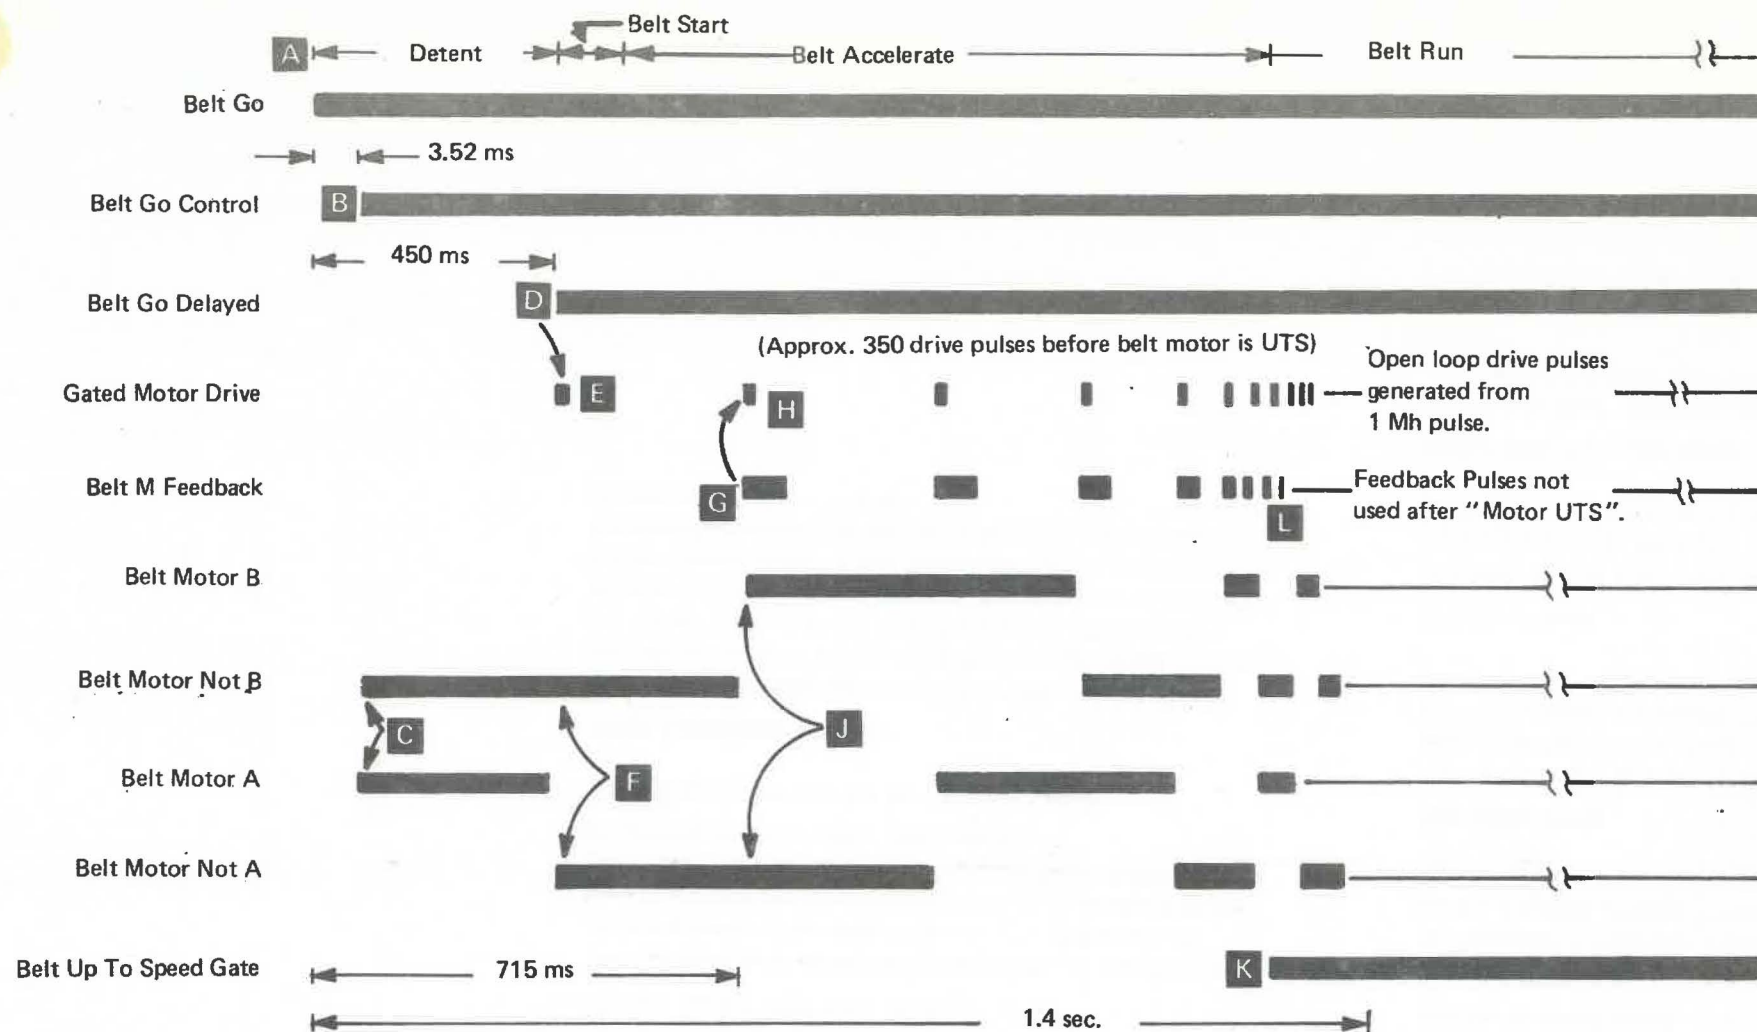 Belt Start
A Detent Belt Accelerate Belt Run
Belt Go
3.52 ms
Belt Go Control B
450 ms
Belt Go Delayed D
(Approx. 350 drive pulses before belt motor is UTS)
Gated Motor Drive E H
Open loop drive pulses
generated from
1 Mh pulse.
Belt M Feedback G
Feedback Pulses not
used after "Motor UTS".
L
Belt Motor B
Belt Motor Not B
C J
Belt Motor A F
Belt Motor Not A
Belt Up To Speed Gate 715 ms K
1.4 sec.